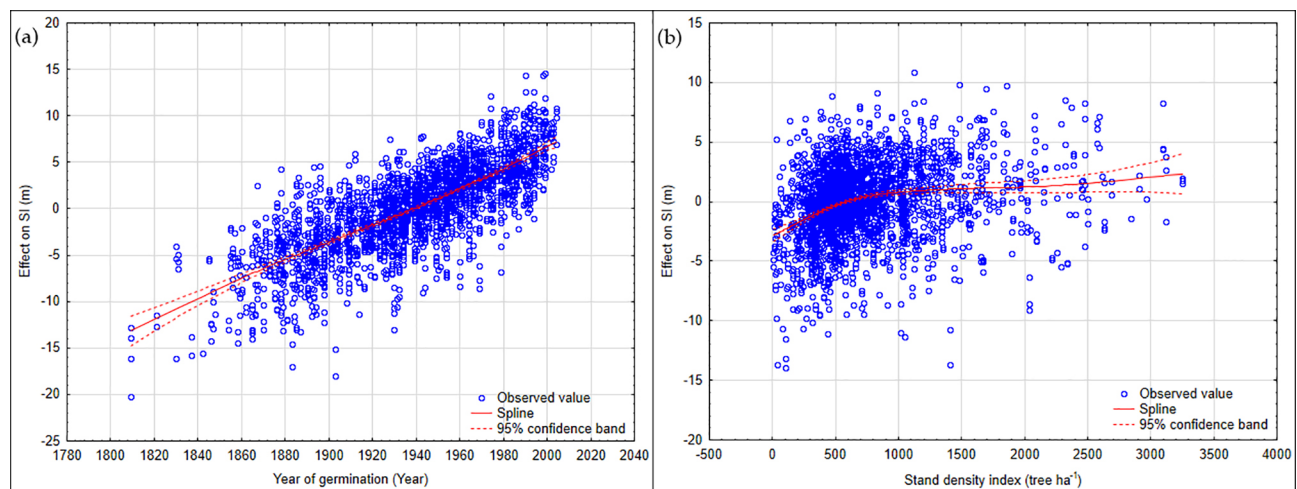 (a)
20
15
10
5
0
-5
-10
-15
-20
-25
Effect on SI (m)
1780 1800 1820 1840 1860 1880 1900 1920 1940 1960 1980 2000 2020 2040
Year of germination (Year)
Observed value
Spline
95% confidence band
(b)
15
10
5
0
-5
-10
-15
-20
Effect on SI (m)
-500 0 500 1000 1500 2000 2500 3000 3500 4000
Stand density index (tree ha⁻¹)
Observed value
Spline
95% confidence band